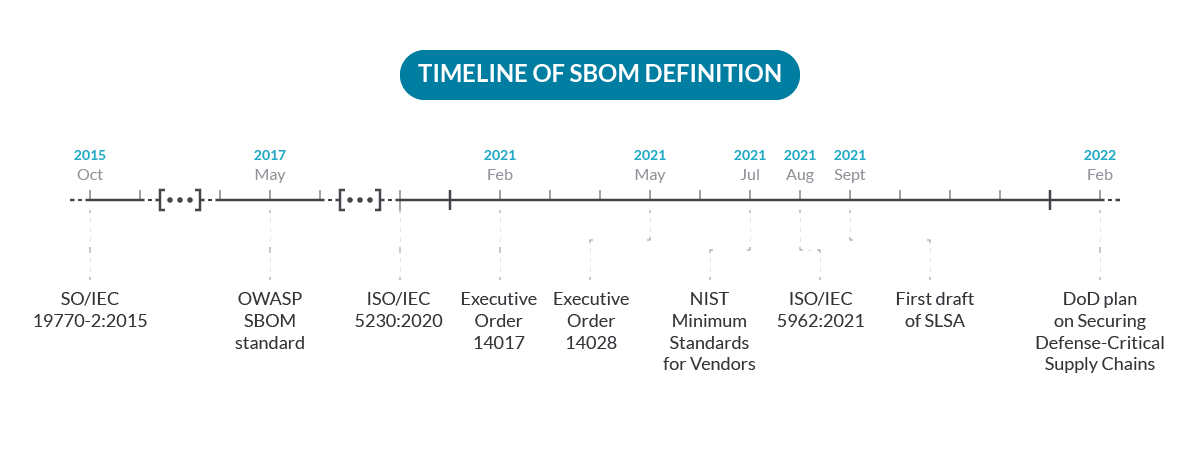 TIMELINE OF SBOM DEFINITION
2015
Oct
2017
May
2021
Feb
2021
May
2021
Jul
2021
Aug
2021
Sept
2022
Feb
SO/IEC
19770-2:2015
OWASP
SBOM
standard
ISO/IEC
5230:2020
Executive
Order
14017
Executive
Order
14028
NIST
Minimum
Standards
for Vendors
ISO/IEC
5962:2021
First draft
of SLSA
DoD plan
on Securing
Defense-Critical
Supply Chains